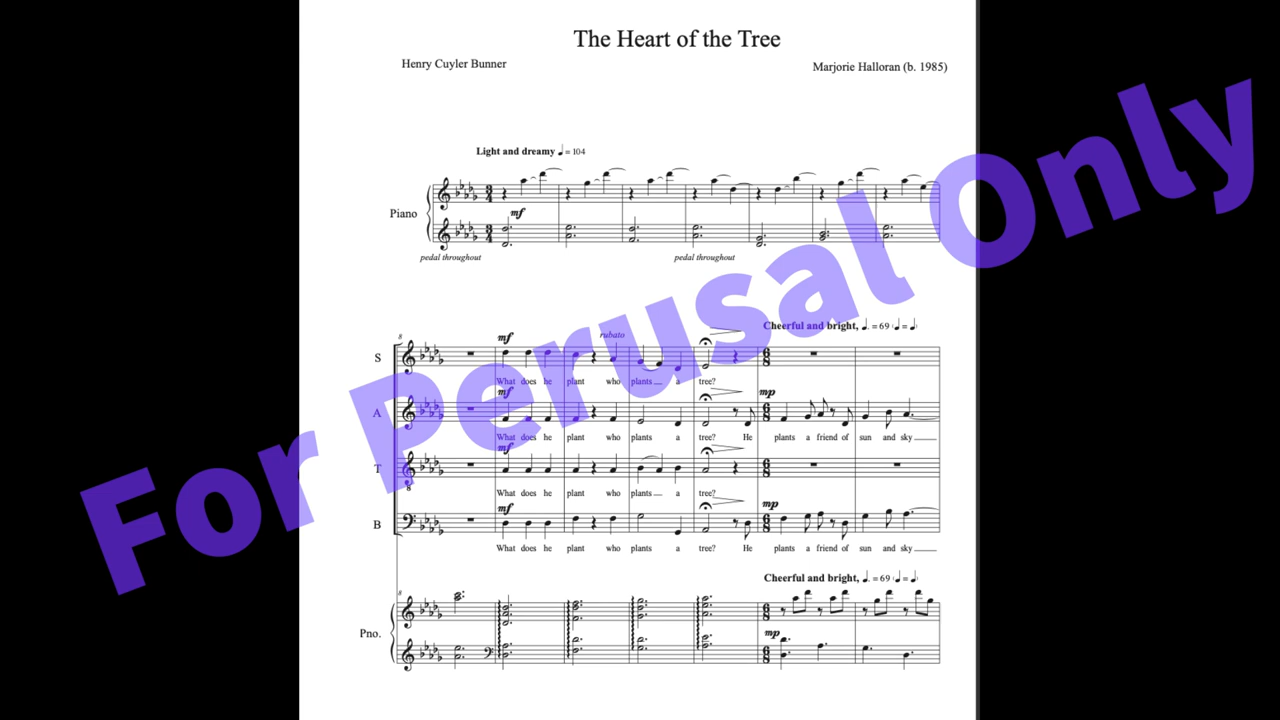 The Heart of the Tree
Henry Cuyler Bunner
Marjorie Halloran (b. 1985)
Light and dreamy ♩ = 104
Piano
mf
pedal throughout pedal throughout
8
mf rubato
Cheerful and bright, ♩. = 69 (♩ = ♩.)
S
What does he plant who plants a tree?
mf mp
A
What does he plant who plants a tree? He plants a friend of sun and sky
mf
T
8
What does he plant who plants a tree?
mf mp
B
What does he plant who plants a tree? He plants a friend of sun and sky
Cheerful and bright, ♩. = 69 (♩ = ♩.)
8
Pno.
mp
For Perusal Only